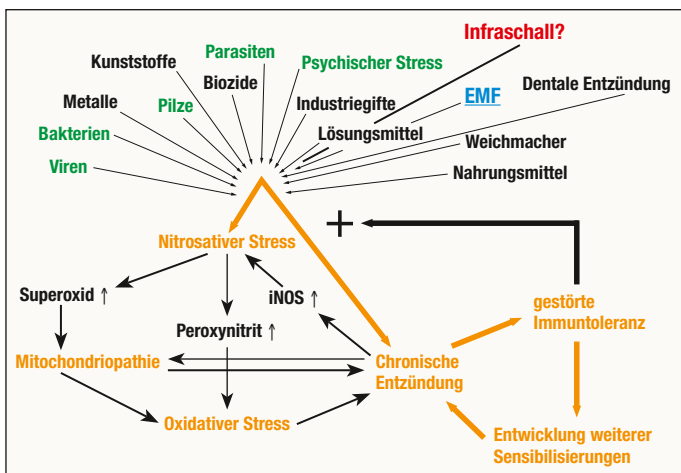 Infraschall?
Parasiten
Kunststoffe
Psychischer Stress
Biozide
Dentale Entzündung
EMF
Metalle
Pilze
Industriegifte
Bakterien
Lösungsmittel
Weichmacher
Viren
Nahrungsmittel
+
Nitrosativer Stress
Superoxid ↑
iNOS ↑
gestörte
Immuntoleranz
Peroxynitrit ↑
Mitochondriopathie
Chronische
Entzündung
Oxidativer Stress
Entwicklung weiterer
Sensibilisierungen